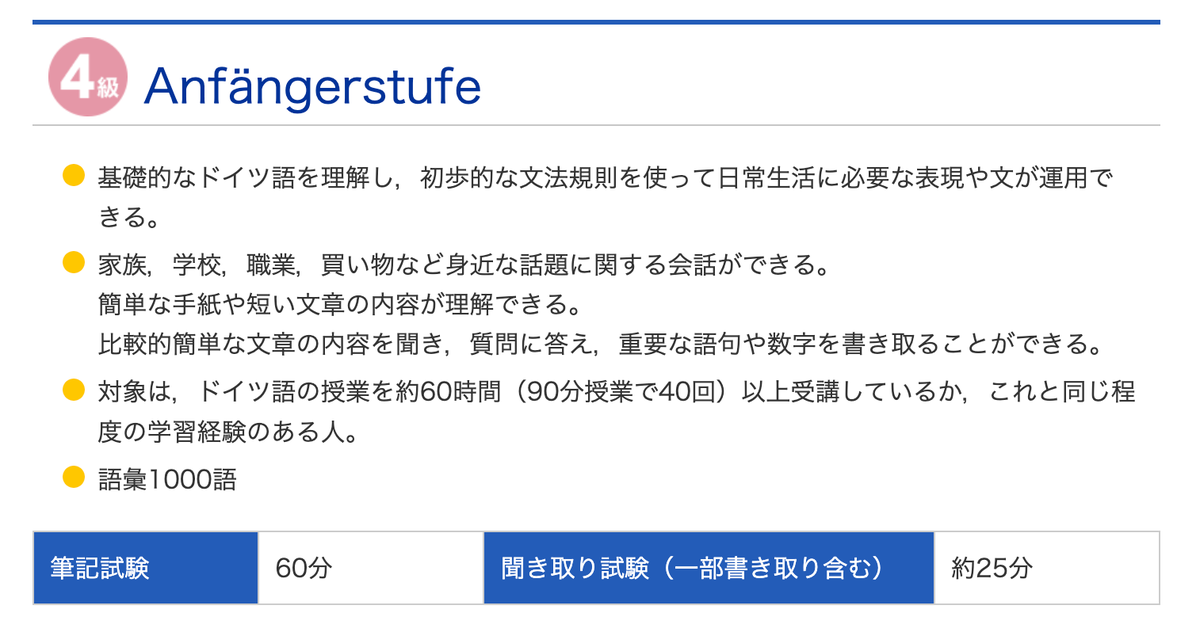 4級 Anfängerstufe
基礎的なドイツ語を理解し，初歩的な文法規則を使って日常生活に必要な表現や文が運用で
きる。
家族，学校，職業，買い物など身近な話題に関する会話ができる。
簡単な手紙や短い文章の内容が理解できる。
比較的簡単な文章の内容を聞き，質問に答え，重要な語句や数字を書き取ることができる。
対象は，ドイツ語の授業を約60時間（90分授業で40回）以上受講しているか，これと同じ程
度の学習経験のある人。
語彙1000語
筆記試験 60分 聞き取り試験（一部書き取り含む） 約25分